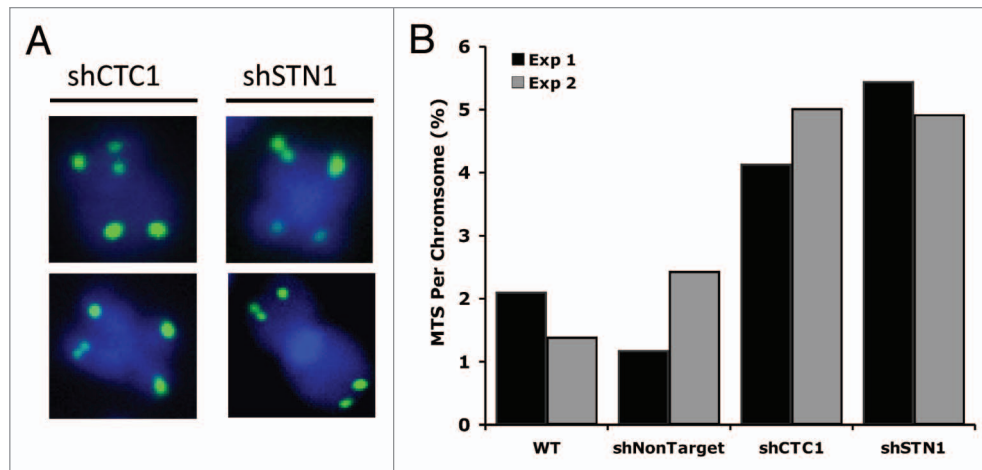 A
shCTC1
shSTN1
B
MTS Per Chromsome (%)
6
5
4
3
2
1
0
Exp 1
Exp 2
WT
shNonTarget
shCTC1
shSTN1